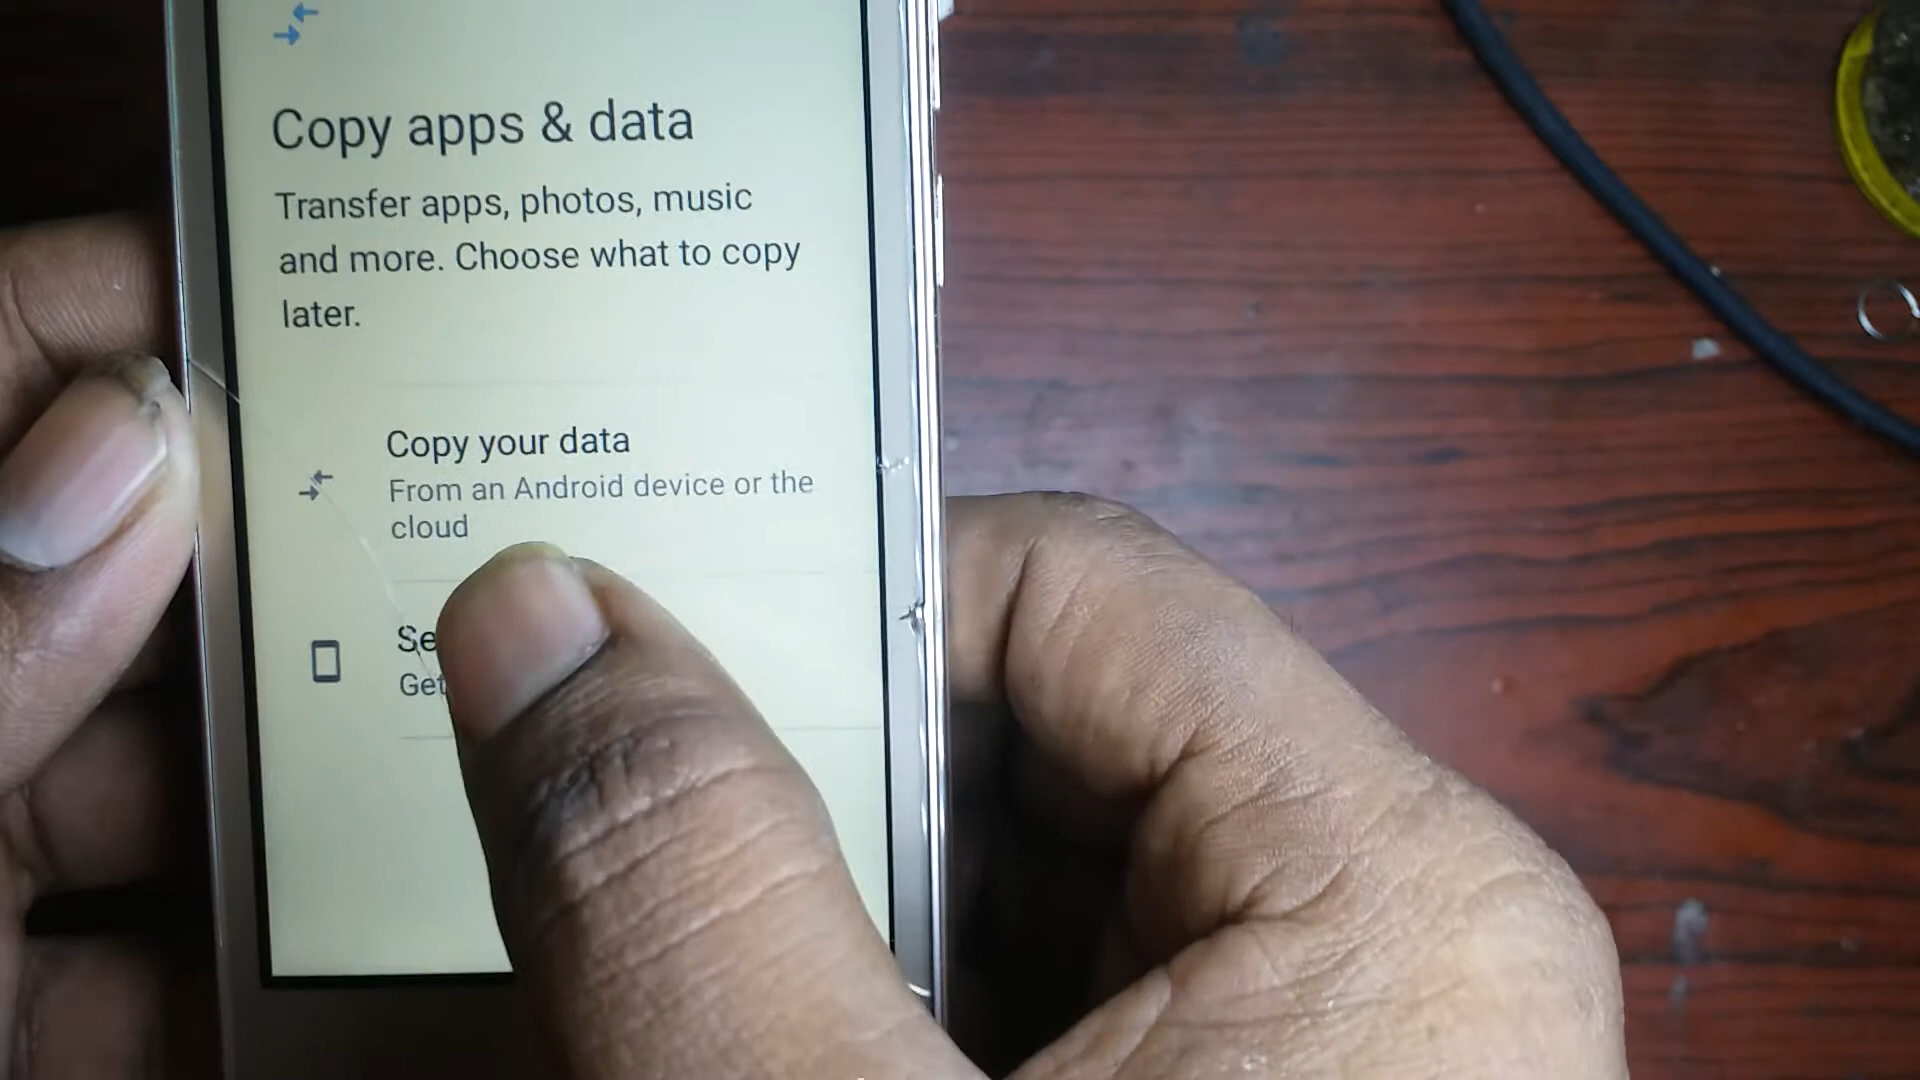 Copy apps & data
Transfer apps, photos, music
and more. Choose what to copy
later.
Copy your data
From an Android device or the
cloud